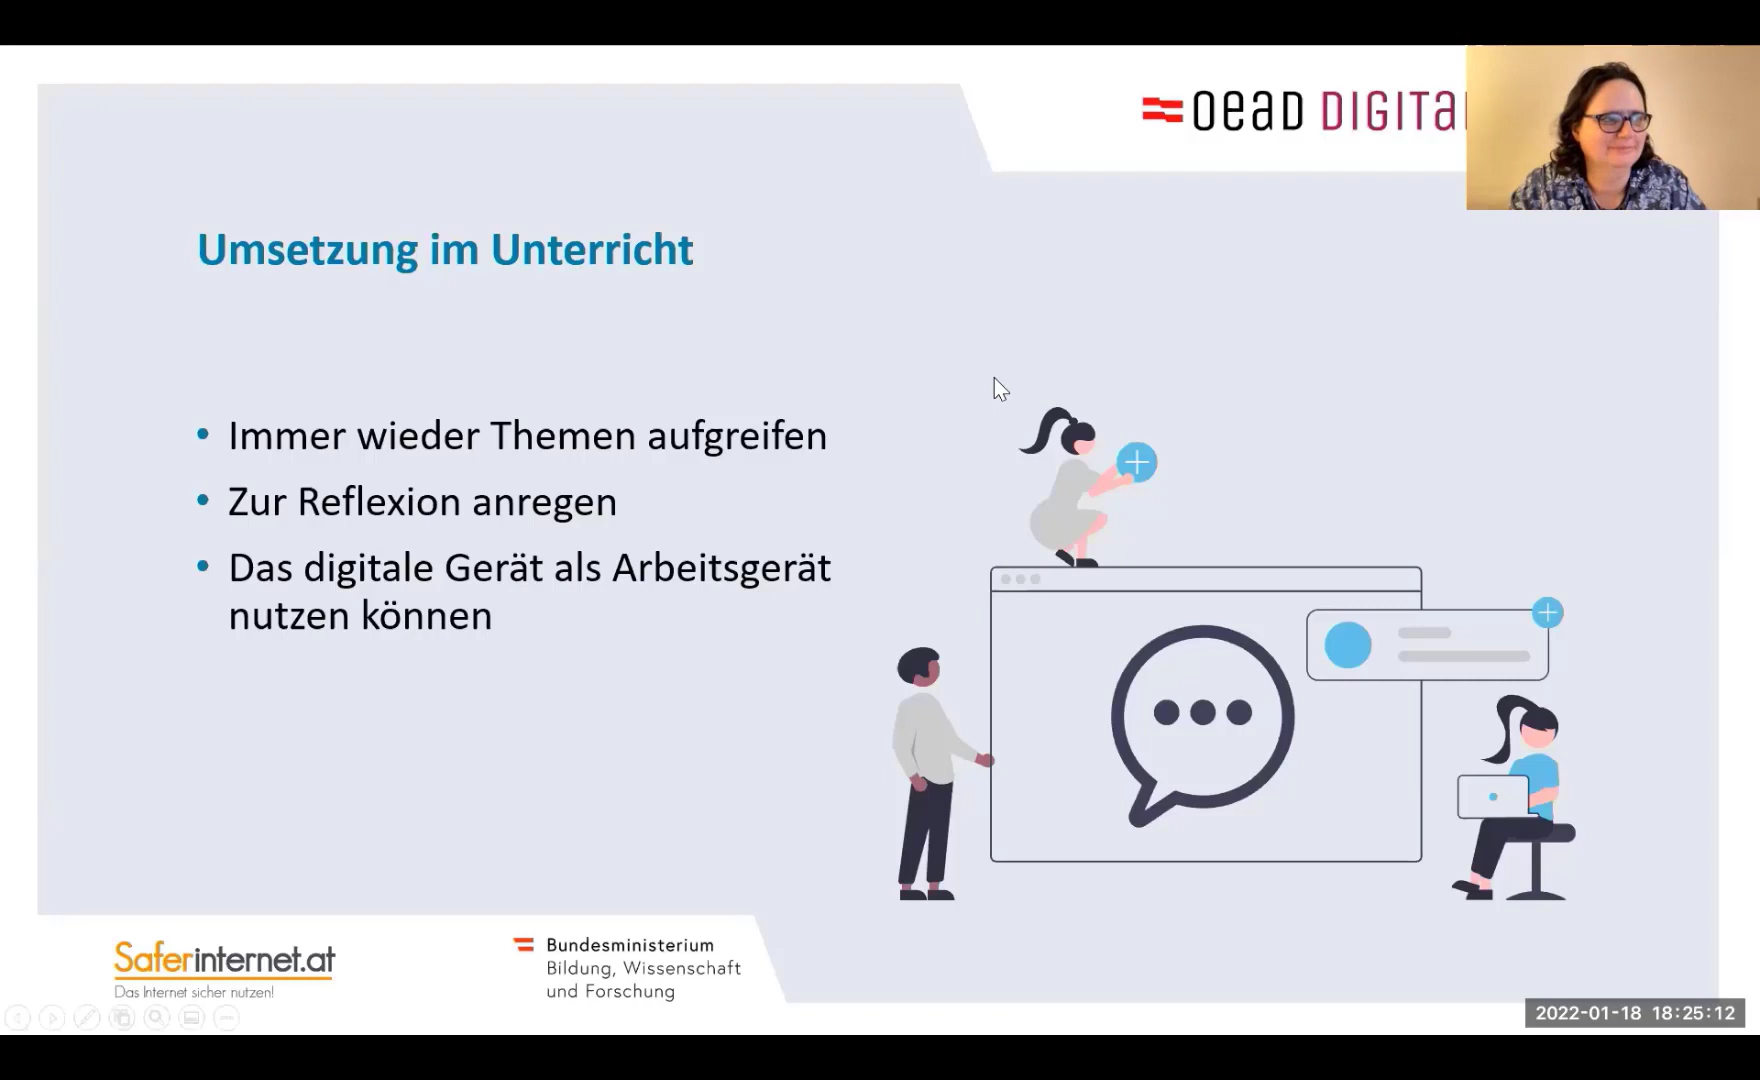 OeAD DIGITA
Umsetzung im Unterricht
• Immer wieder Themen aufgreifen
• Zur Reflexion anregen
• Das digitale Gerät als Arbeitsgerät
nutzen können
Saferinternet.at
Das Internet sicher nutzen!
Bundesministerium
Bildung, Wissenschaft
und Forschung
2022-01-18 18:25:12